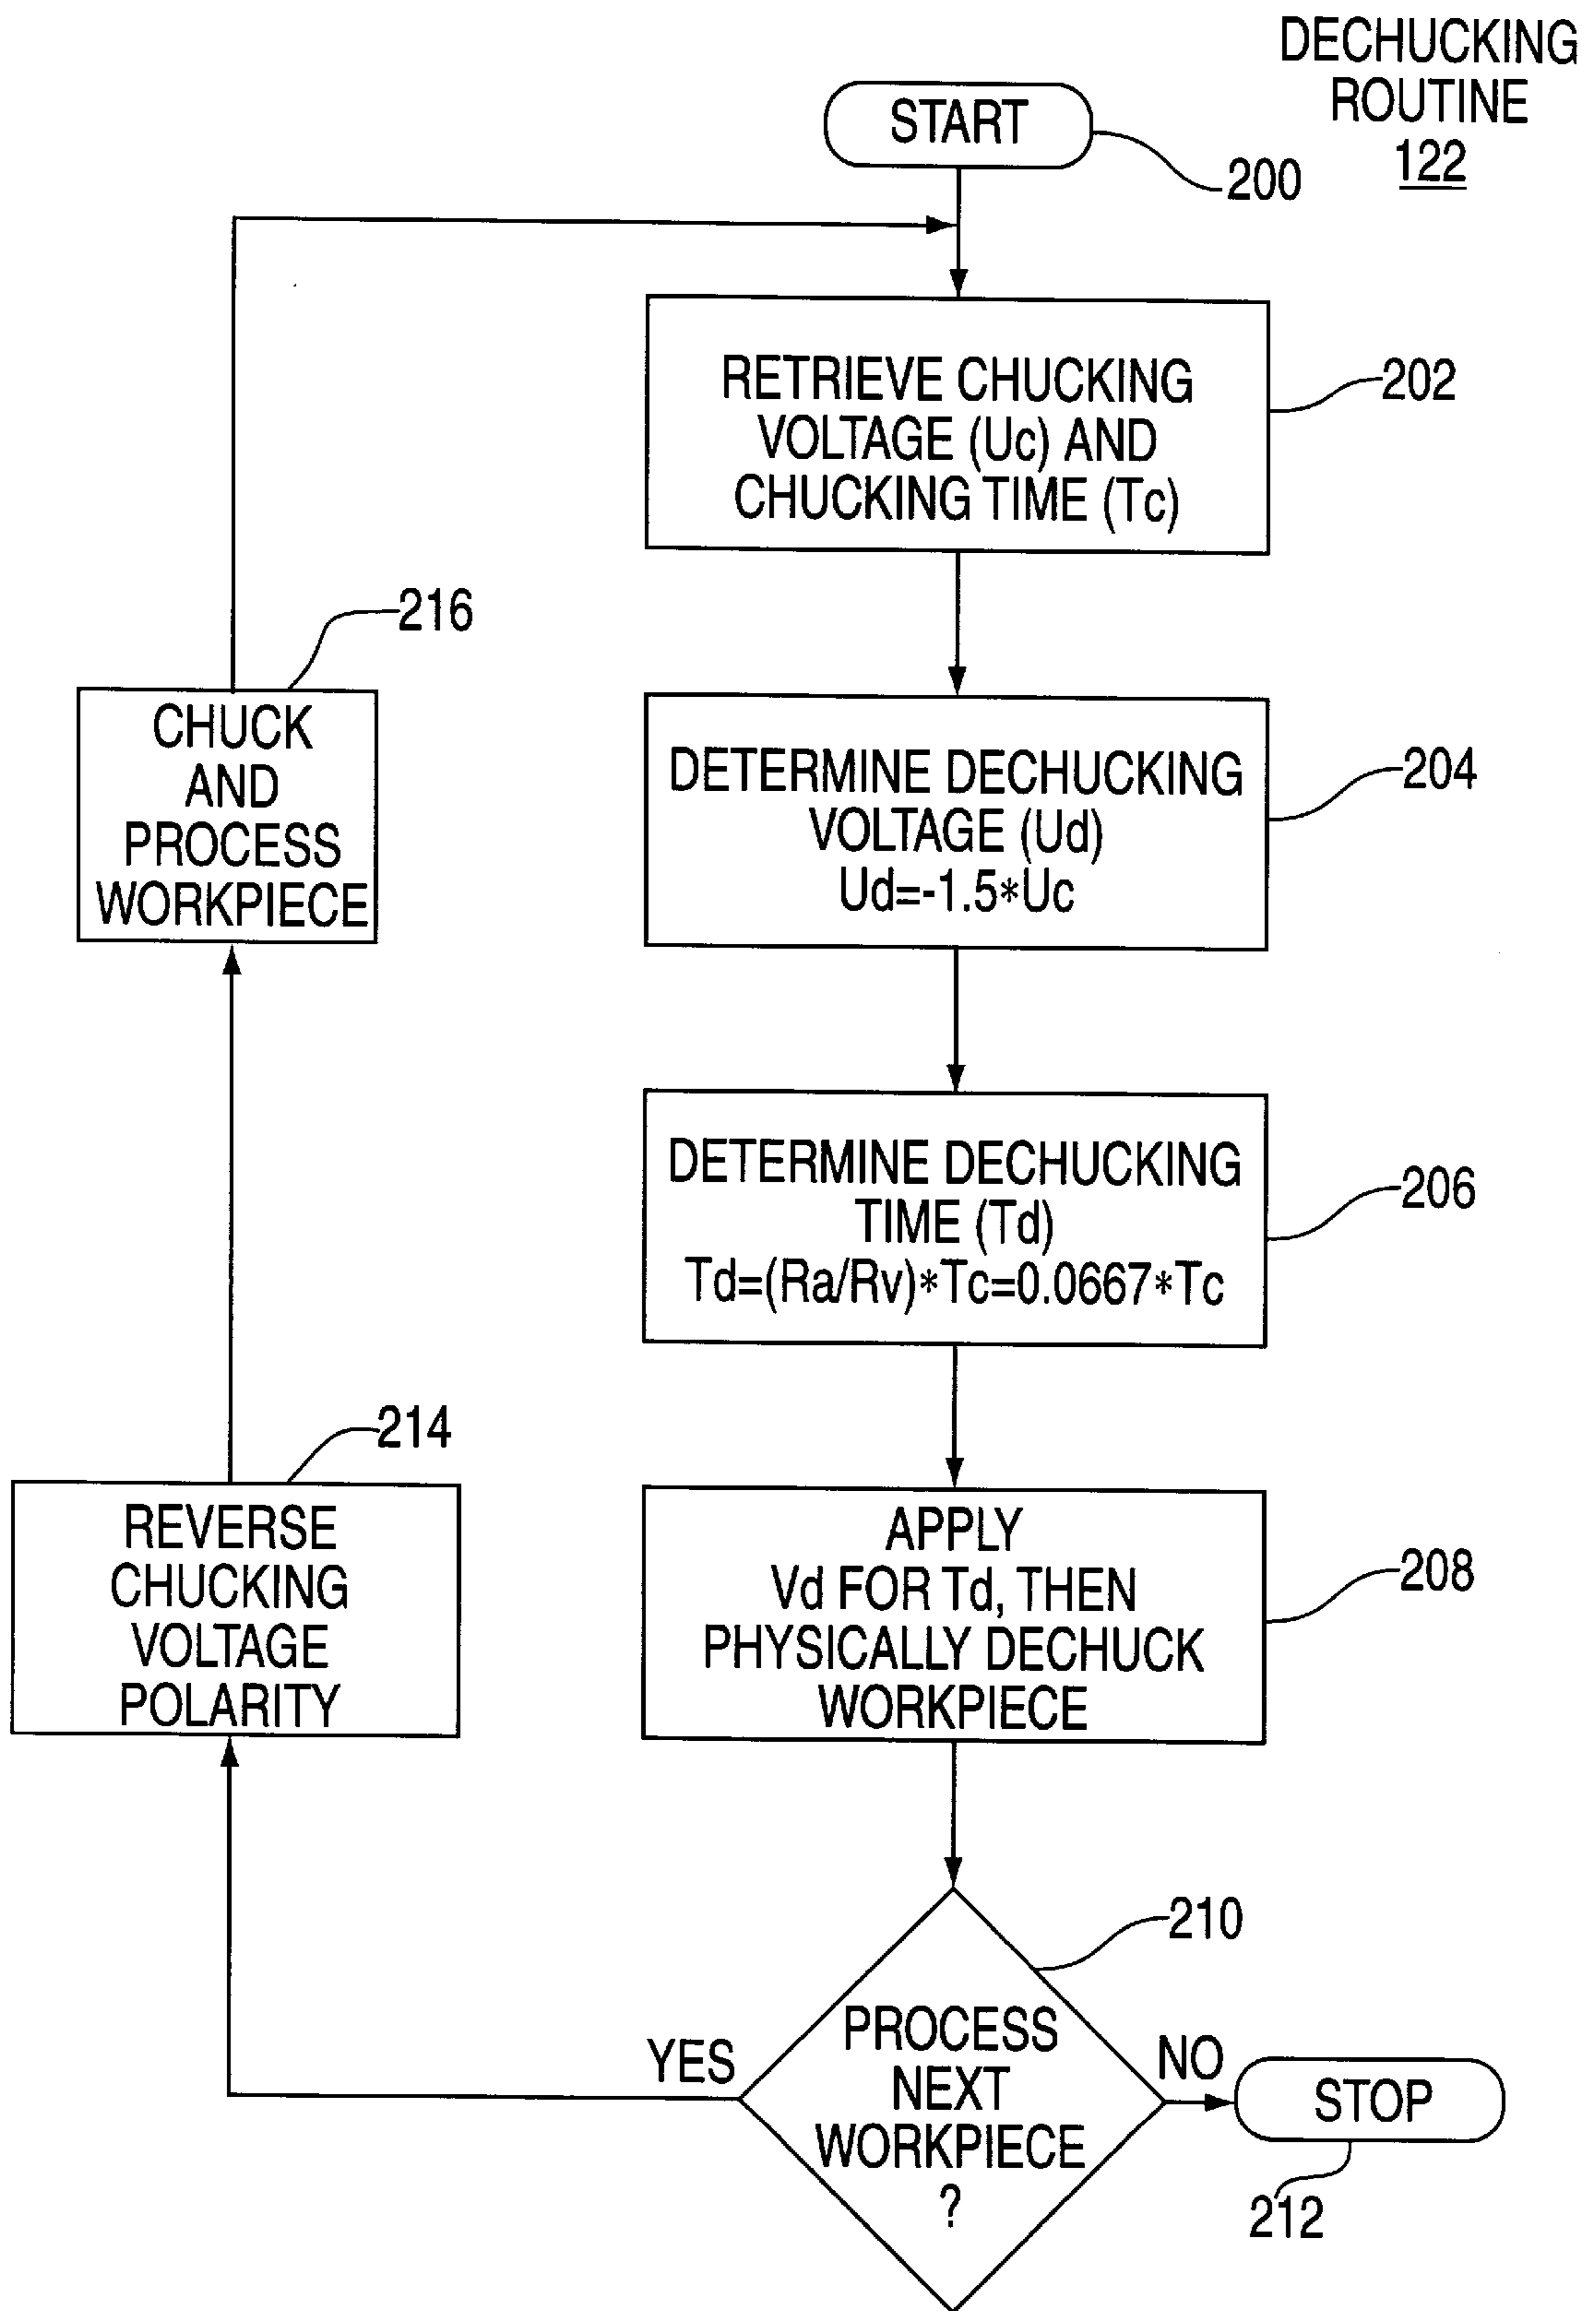 DECHUCKING
ROUTINE
122
START
200
RETRIEVE CHUCKING
VOLTAGE (Uc) AND
CHUCKING TIME (Tc)
202
DETERMINE DECHUCKING
VOLTAGE (Ud)
Ud=-1.5*Uc
204
DETERMINE DECHUCKING
TIME (Td)
Td=(Ra/Rv)*Tc=0.0667*Tc
206
APPLY
Vd FOR Td, THEN
PHYSICALLY DECHUCK
WORKPIECE
208
PROCESS
NEXT
WORKPIECE
?
210
NO
STOP
212
YES
REVERSE
CHUCKING
VOLTAGE
POLARITY
214
CHUCK
AND
PROCESS
WORKPIECE
216